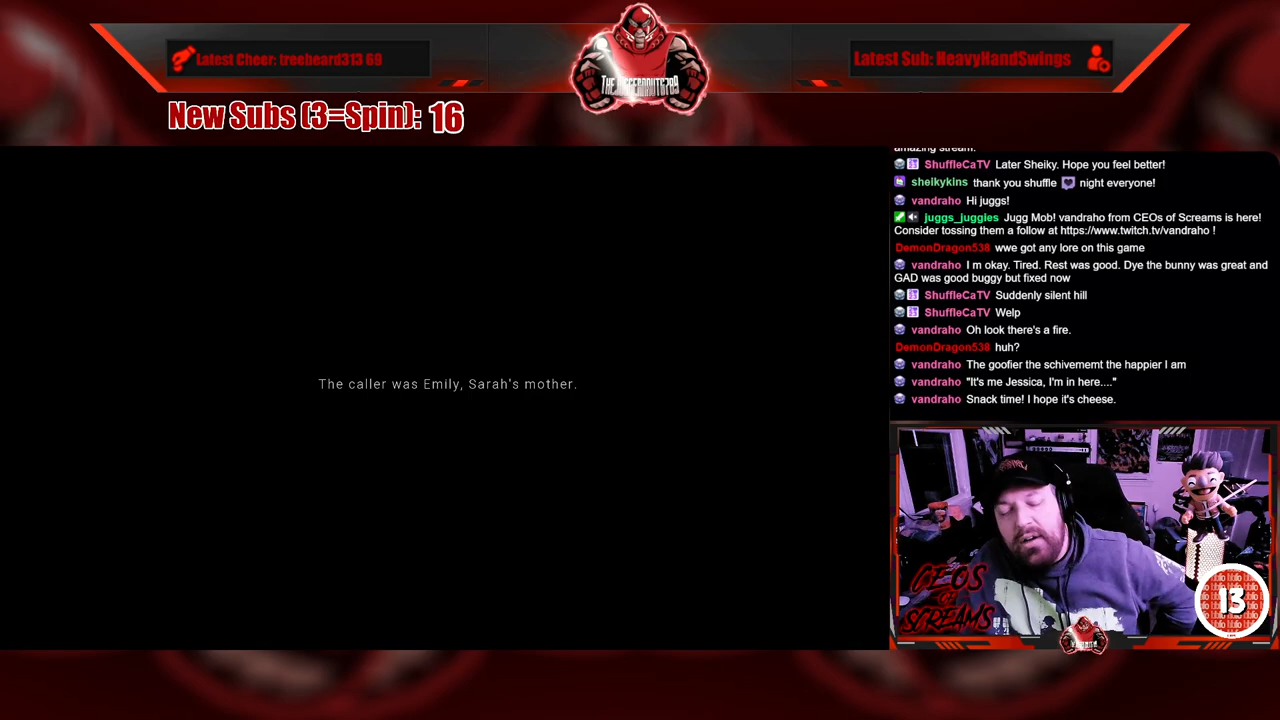 Latest Cheer: treebeard313 69
THEJUGGERNAUT6789
Latest Sub: HeavyHandSwings
New Subs (3=Spin): 16
amazing stream.
ShuffleCaTV Later Sheiky. Hope you feel better!
sheikykins thank you shuffle night everyone!
vandraho Hi juggs!
juggs_juggles Jugg Mob! vandraho from CEOs of Screams is here!
Consider tossing them a follow at https://www.twitch.tv/vandraho !
DemonDragon538 wwe got any lore on this game
vandraho I m okay. Tired. Rest was good. Dye the bunny was great and
GAD was good buggy but fixed now
ShuffleCaTV Suddenly silent hill
ShuffleCaTV Welp
vandraho Oh look there's a fire.
DemonDragon538 huh?
vandraho The goofier the schivememt the happier I am
vandraho "It's me Jessica, I'm in here...."
vandraho Snack time! I hope it's cheese.
The caller was Emily, Sarah's mother.
CEOS
OF
SCREAMS
13